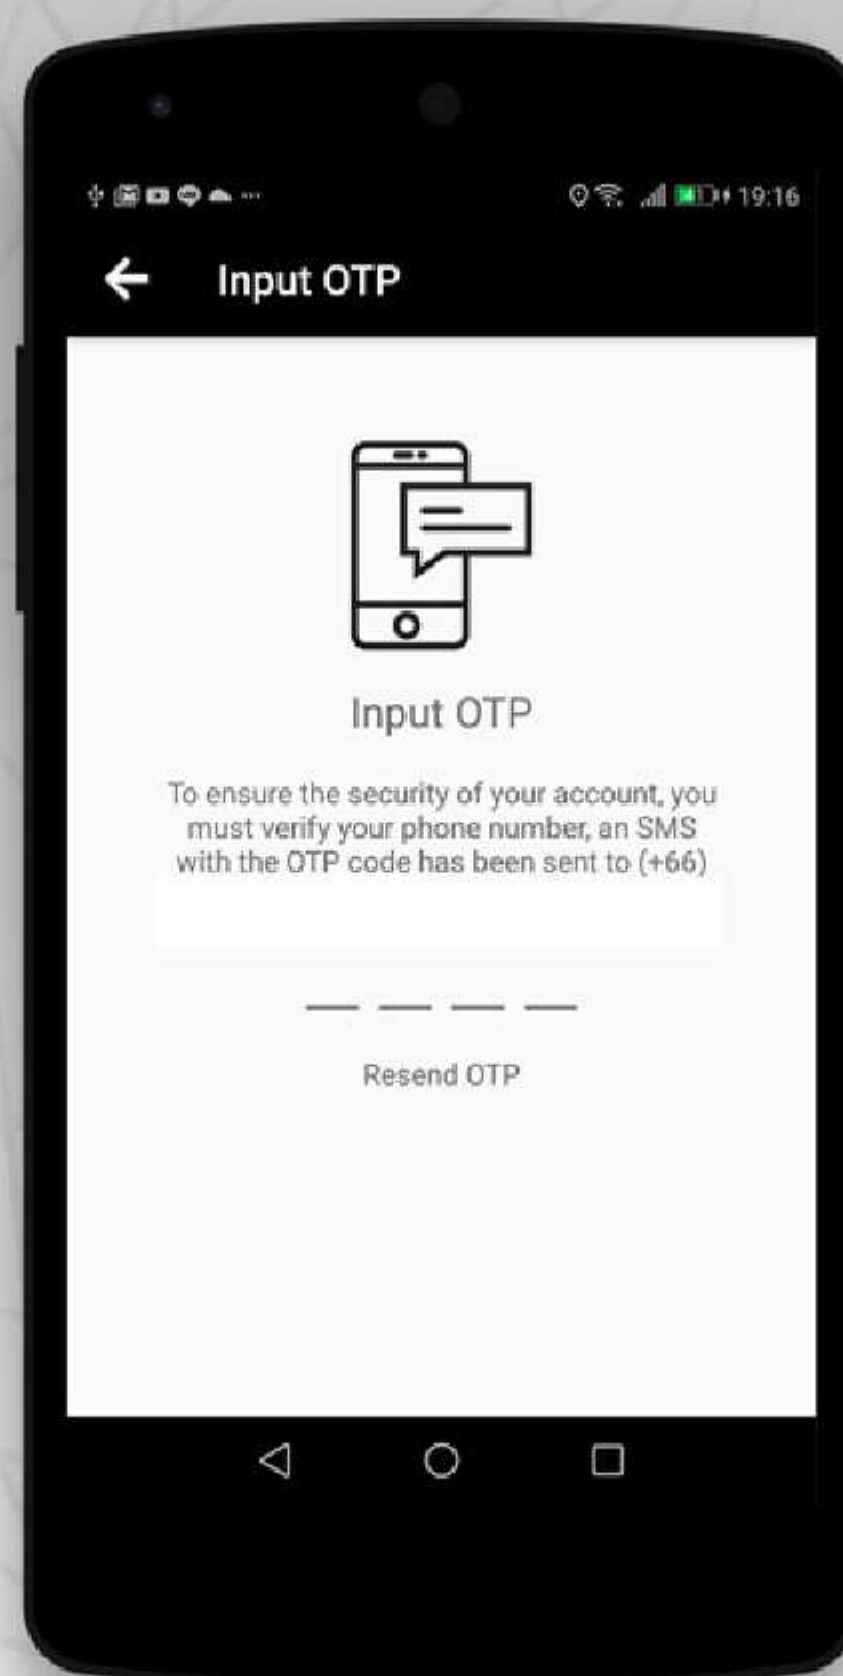 19:16
Input OTP
Input OTP
To ensure the security of your account, you
must verify your phone number, an SMS
with the OTP code has been sent to (+66)
Resend OTP